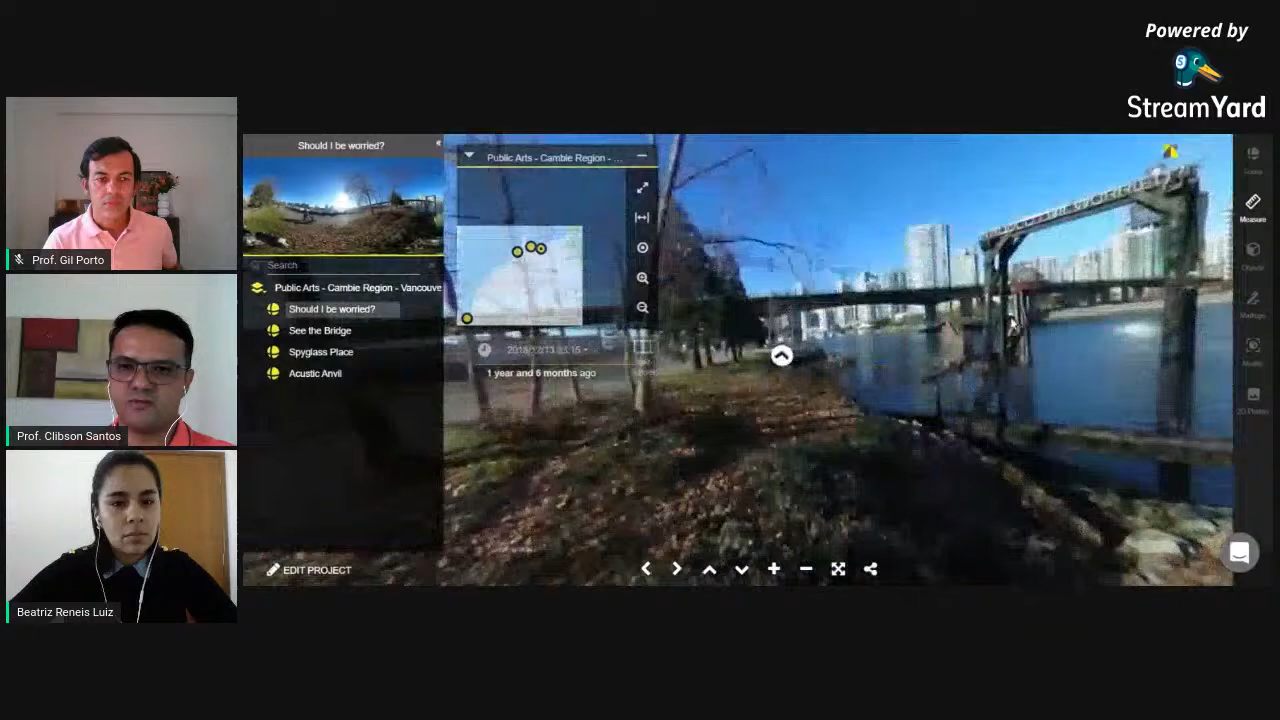 Powered by
StreamYard
Prof. Gil Porto
Prof. Clibson Santos
Beatriz Reneis Luiz
Should I be worried?
Search
Public Arts - Cambie Region - Vancouve
Should I be worried?
See the Bridge
Spyglass Place
Acustic Anvil
EDIT PROJECT
Public Arts - Cambie Region - ...
1 year and 6 months ago
Measure
2D Photos